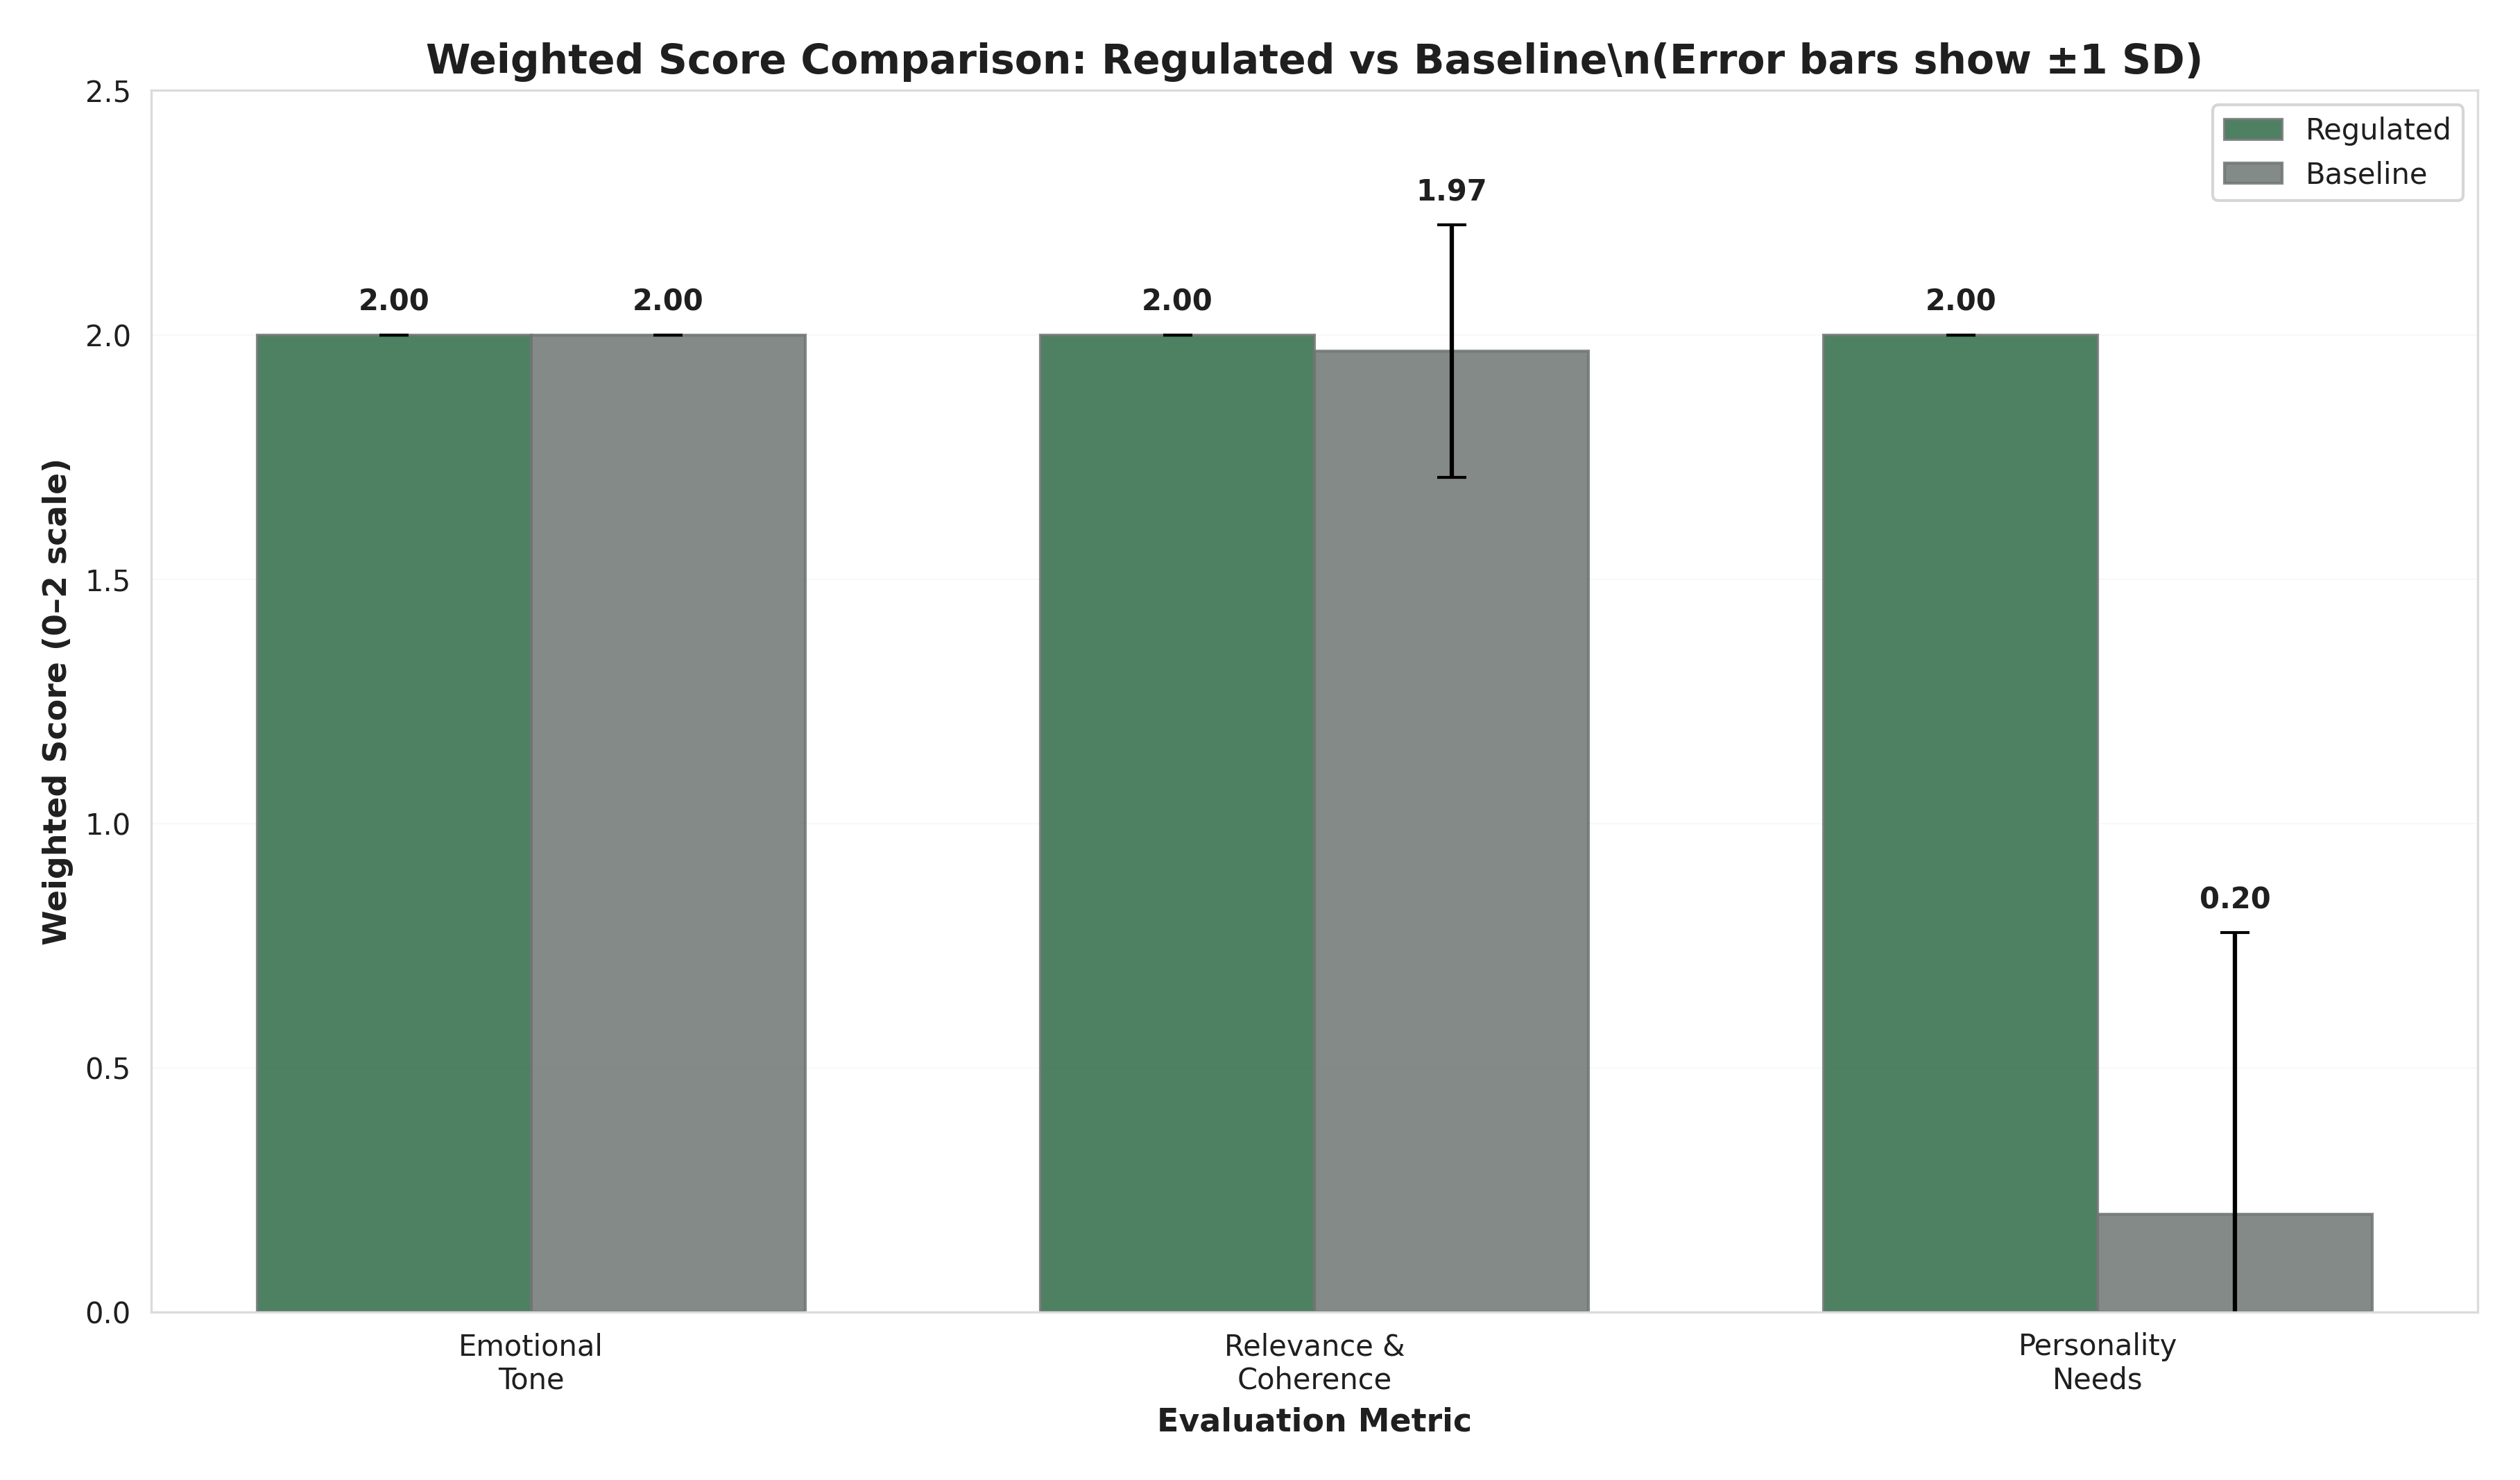 Weighted Score Comparison: Regulated vs Baseline\n(Error bars show ±1 SD)
Regulated
Baseline
Weighted Score (0–2 scale)
2.5
2.0
1.5
1.0
0.5
0.0
2.00
2.00
2.00
1.97
2.00
0.20
Emotional
Tone
Relevance &
Coherence
Personality
Needs
Evaluation Metric